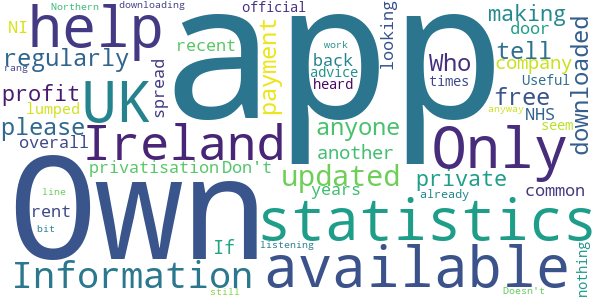 Northern downloading official looking making
NI help app door
regularly recent payment back Who tell company
advice work times
rang spread heard Useful
profit UK free downloaded
lumped NHS
please Ireland anyone Only anyway
overall another seem
privatisation Don't updated private common
line years already
rent Own statistics
bit If listening nothing
Information available
still Doesn't